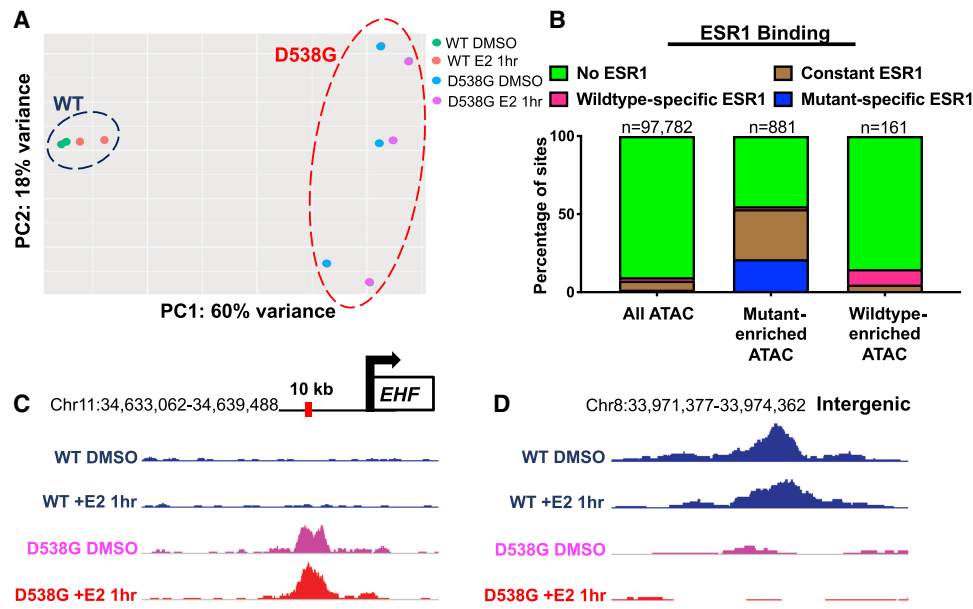 A
D538G
WT
WT DMSO
WT E2 1hr
D538G DMSO
D538G E2 1hr
PC2: 18% variance
PC1: 60% variance
B
ESR1 Binding
No ESR1
Constant ESR1
Wildtype-specific ESR1
Mutant-specific ESR1
n=97,782
n=881
n=161
100
50
0
Percentage of sites
All ATAC
Mutant-
enriched
ATAC
Wildtype-
enriched
ATAC
C
Chr11:34,633,062-34,639,488
10 kb
EHF
WT DMSO
WT +E2 1hr
D538G DMSO
D538G +E2 1hr
D
Chr8:33,971,377-33,974,362 Intergenic
WT DMSO
WT +E2 1hr
D538G DMSO
D538G +E2 1hr